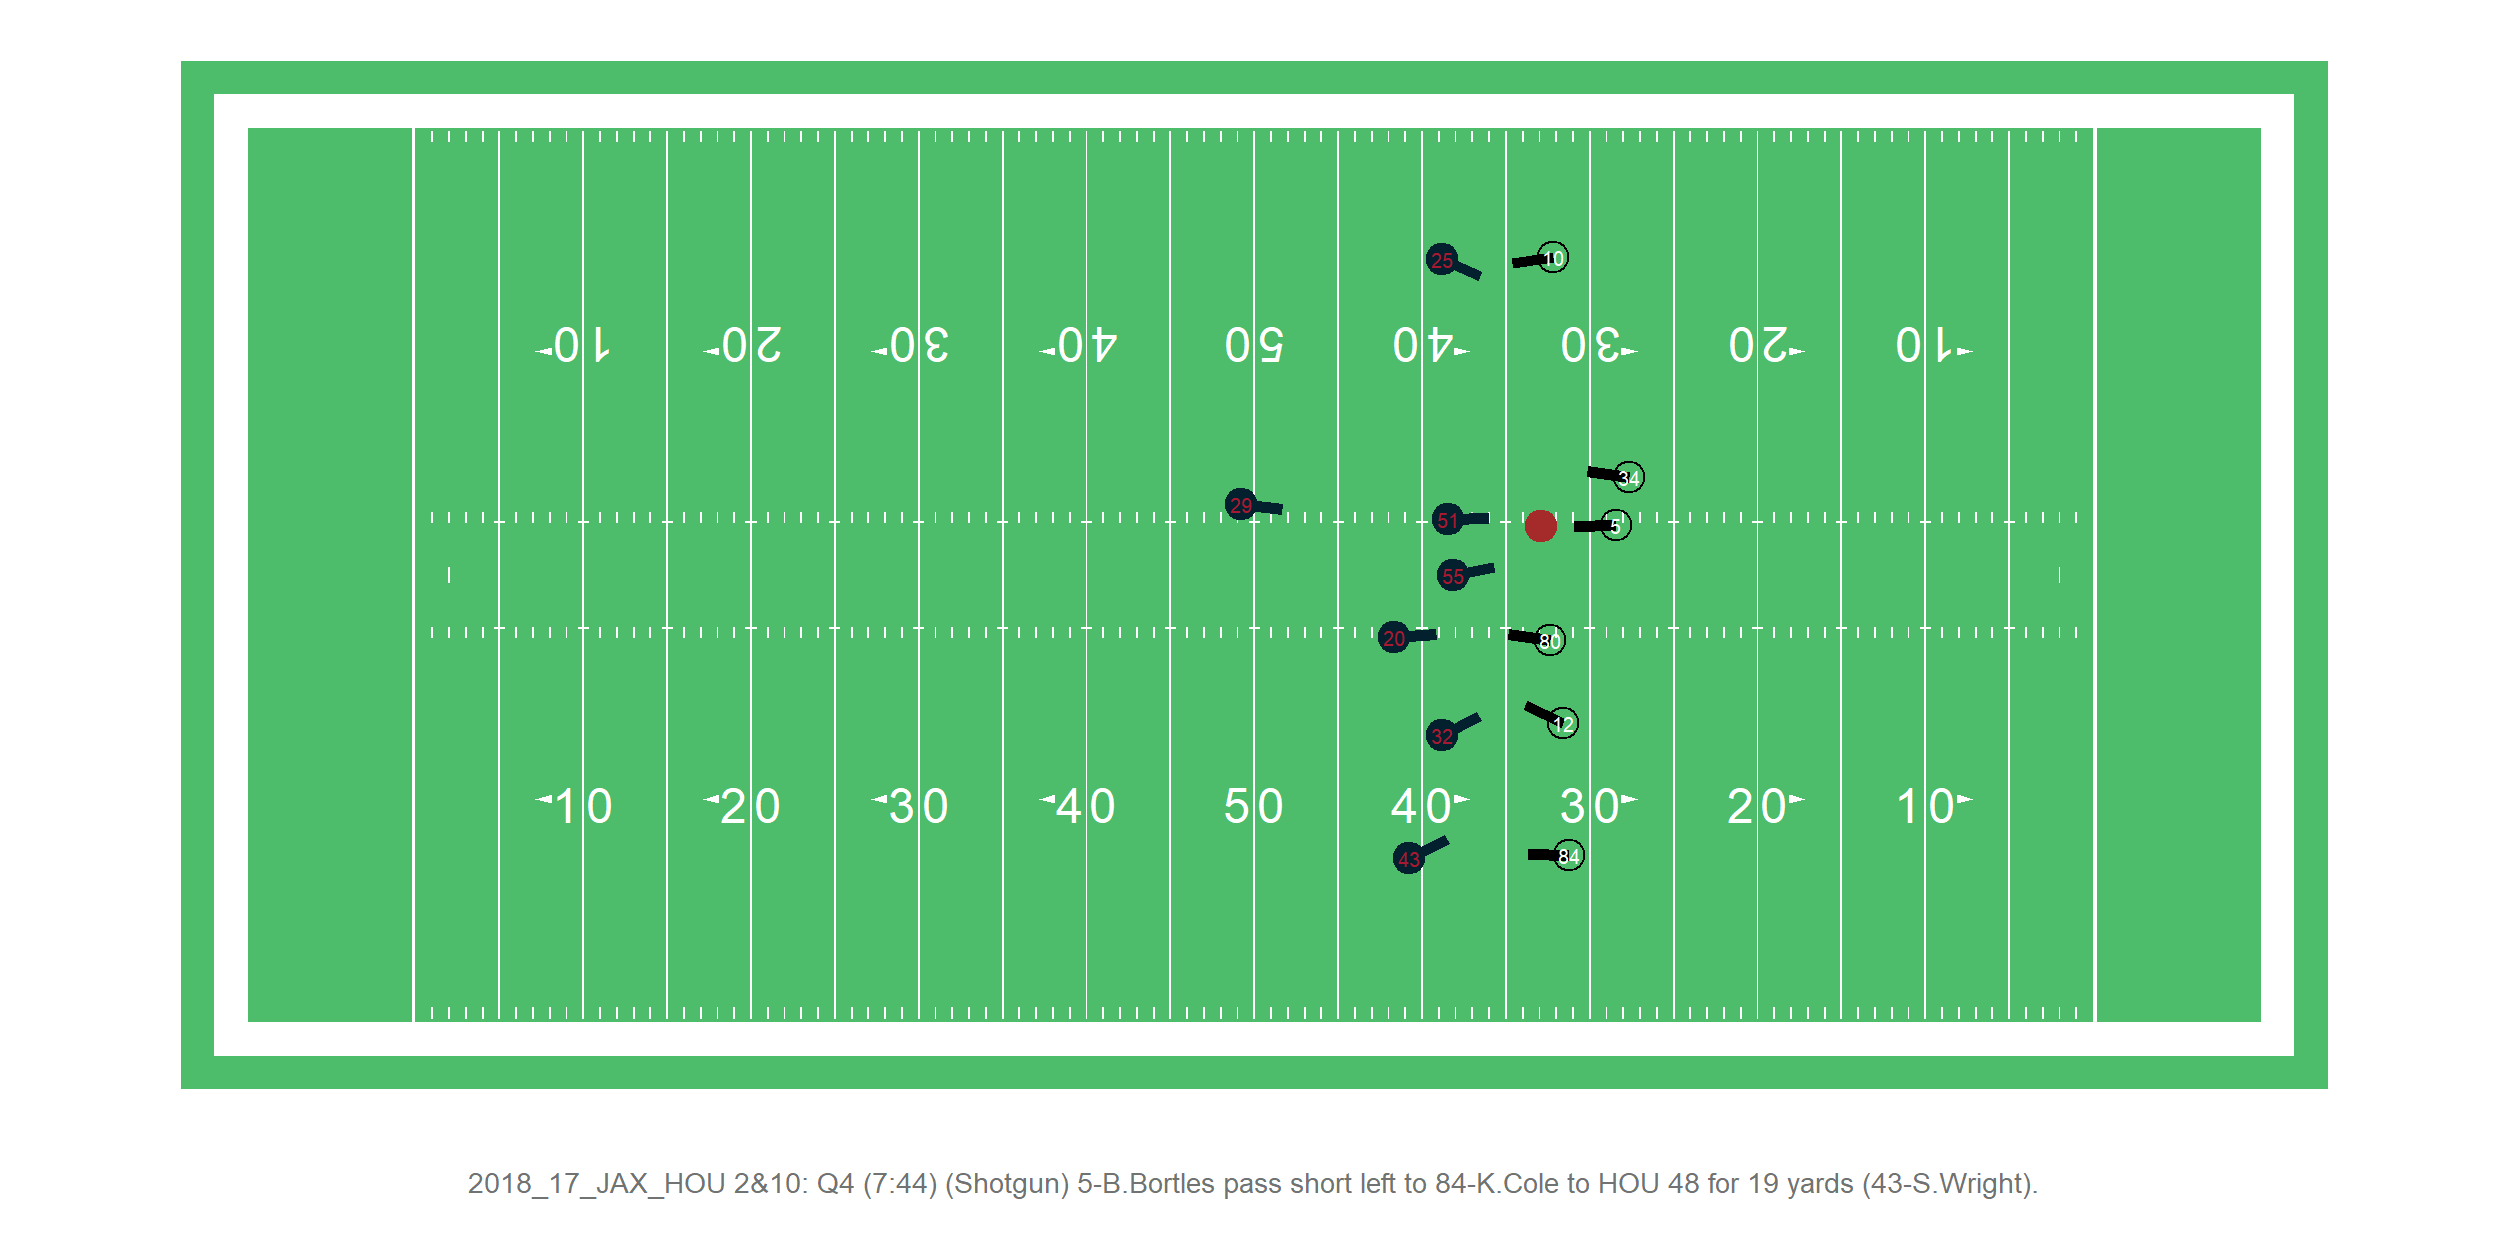 25 10
10 20 30 40 50 40 30 20 10
34
29 51 5
55
20 80
32 12
10 20 30 40 50 40 30 20 10
43 84
2018_17_JAX_HOU 2&10: Q4 (7:44) (Shotgun) 5-B.Bortles pass short left to 84-K.Cole to HOU 48 for 19 yards (43-S.Wright).